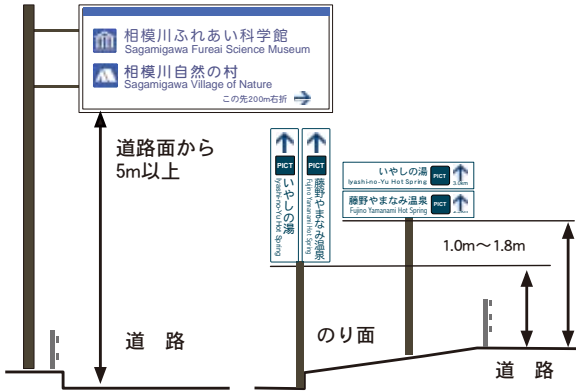 相模川ふれあい科学館
Sagamigawa Fureai Science Museum
相模川自然の村
Sagamigawa Village of Nature
この先200m右折
道路面から
5m以上
PICT
いやしの湯
Iyashi-no-Yu Hot Spring
PICT
藤野やまなみ温泉
Fujino Yamanami Hot Spring
いやしの湯
Iyashi-no-Yu Hot Spring
PICT
藤野やまなみ温泉
Fujino Yamanami Hot Spring
PICT
1.0m～1.8m
道 路
のり面
道 路